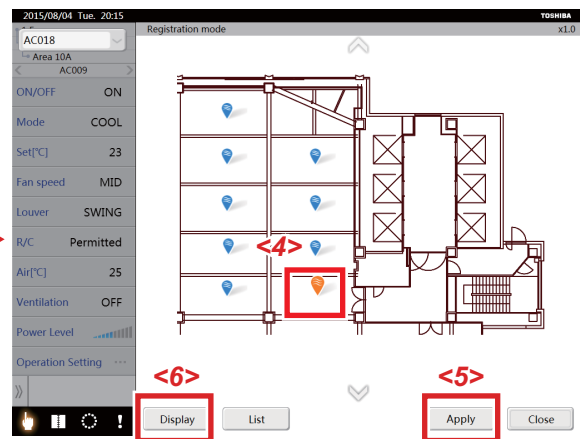 2015/08/04 Tue. 20:15
TOSHIBA
Registration mode
x1.0
AC018
Area 10A
AC009
ON/OFF ON
Mode COOL
Set[°C] 23
Fan speed MID
Louver SWING
R/C Permitted
Air[°C] 25
Ventilation OFF
Power Level
Operation Setting ...
<4>
<6>
<5>
Display
List
Apply
Close